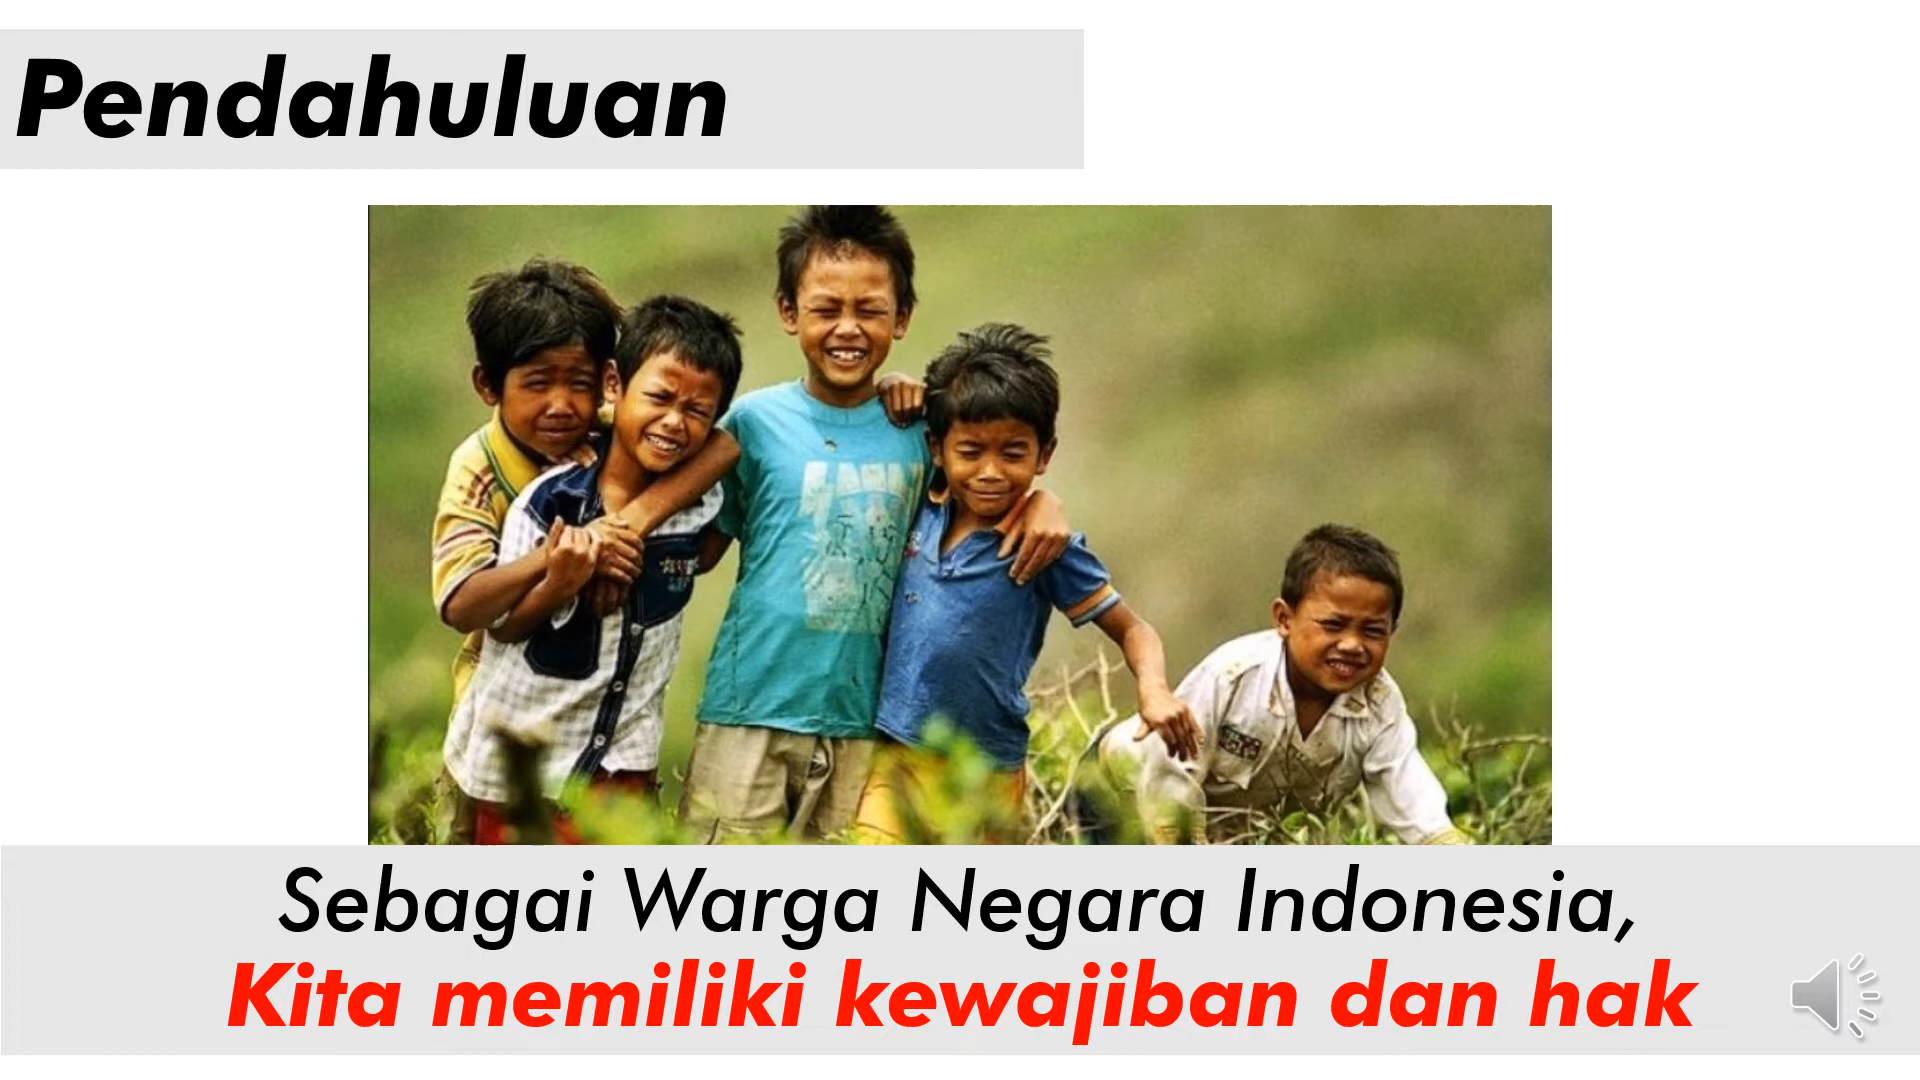 Pendahuluan
Sebagai Warga Negara Indonesia,
Kita memiliki kewajiban dan hak